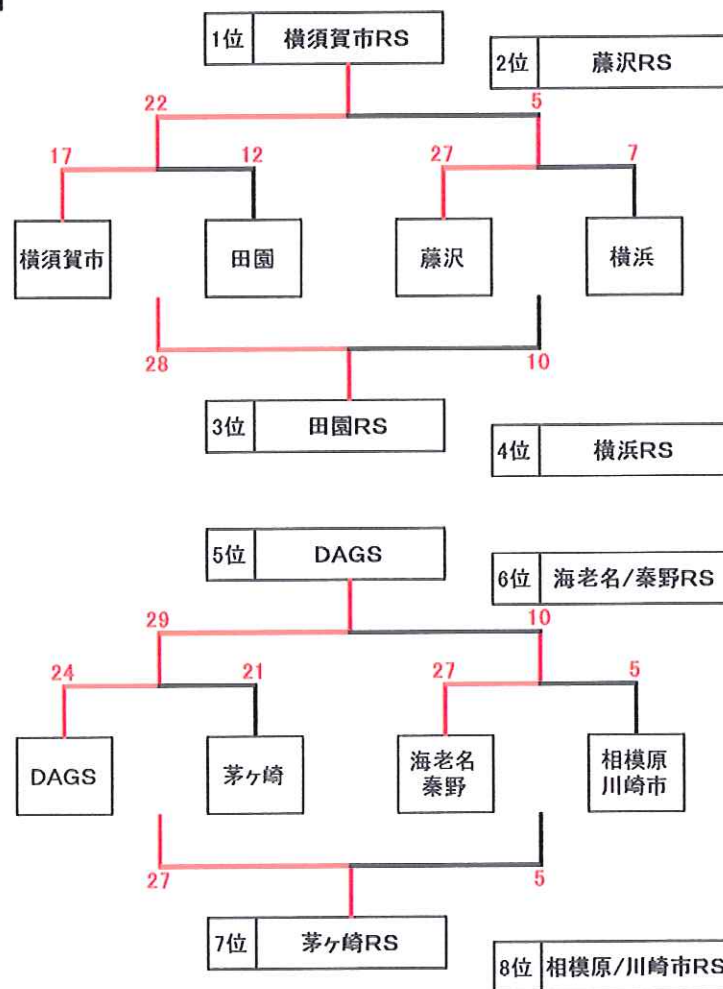 1位 横須賀市RS
2位 藤沢RS
22 5
17 12 27 7
横須賀市 田園 藤沢 横浜
28 10
3位 田園RS
4位 横浜RS
5位 DAGS
6位 海老名/秦野RS
29 10
24 21 27 5
DAGS 茅ヶ崎 海老名 相模原
秦野 川崎市
27 5
7位 茅ヶ崎RS
8位 相模原/川崎市RS